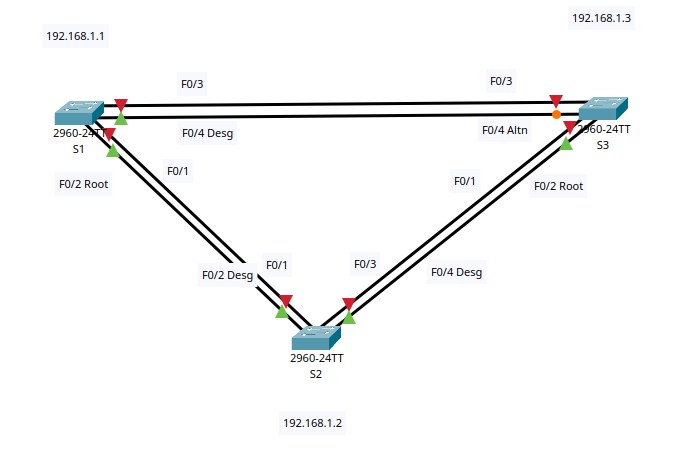 192.168.1.3
192.168.1.1
F0/3
F0/3
F0/4 Desg
F0/4 Altn
2960-24TT
S1
2960-24TT
S3
F0/1
F0/1
F0/2 Root
F0/2 Root
F0/1
F0/3
F0/2 Desg
F0/4 Desg
2960-24TT
S2
192.168.1.2